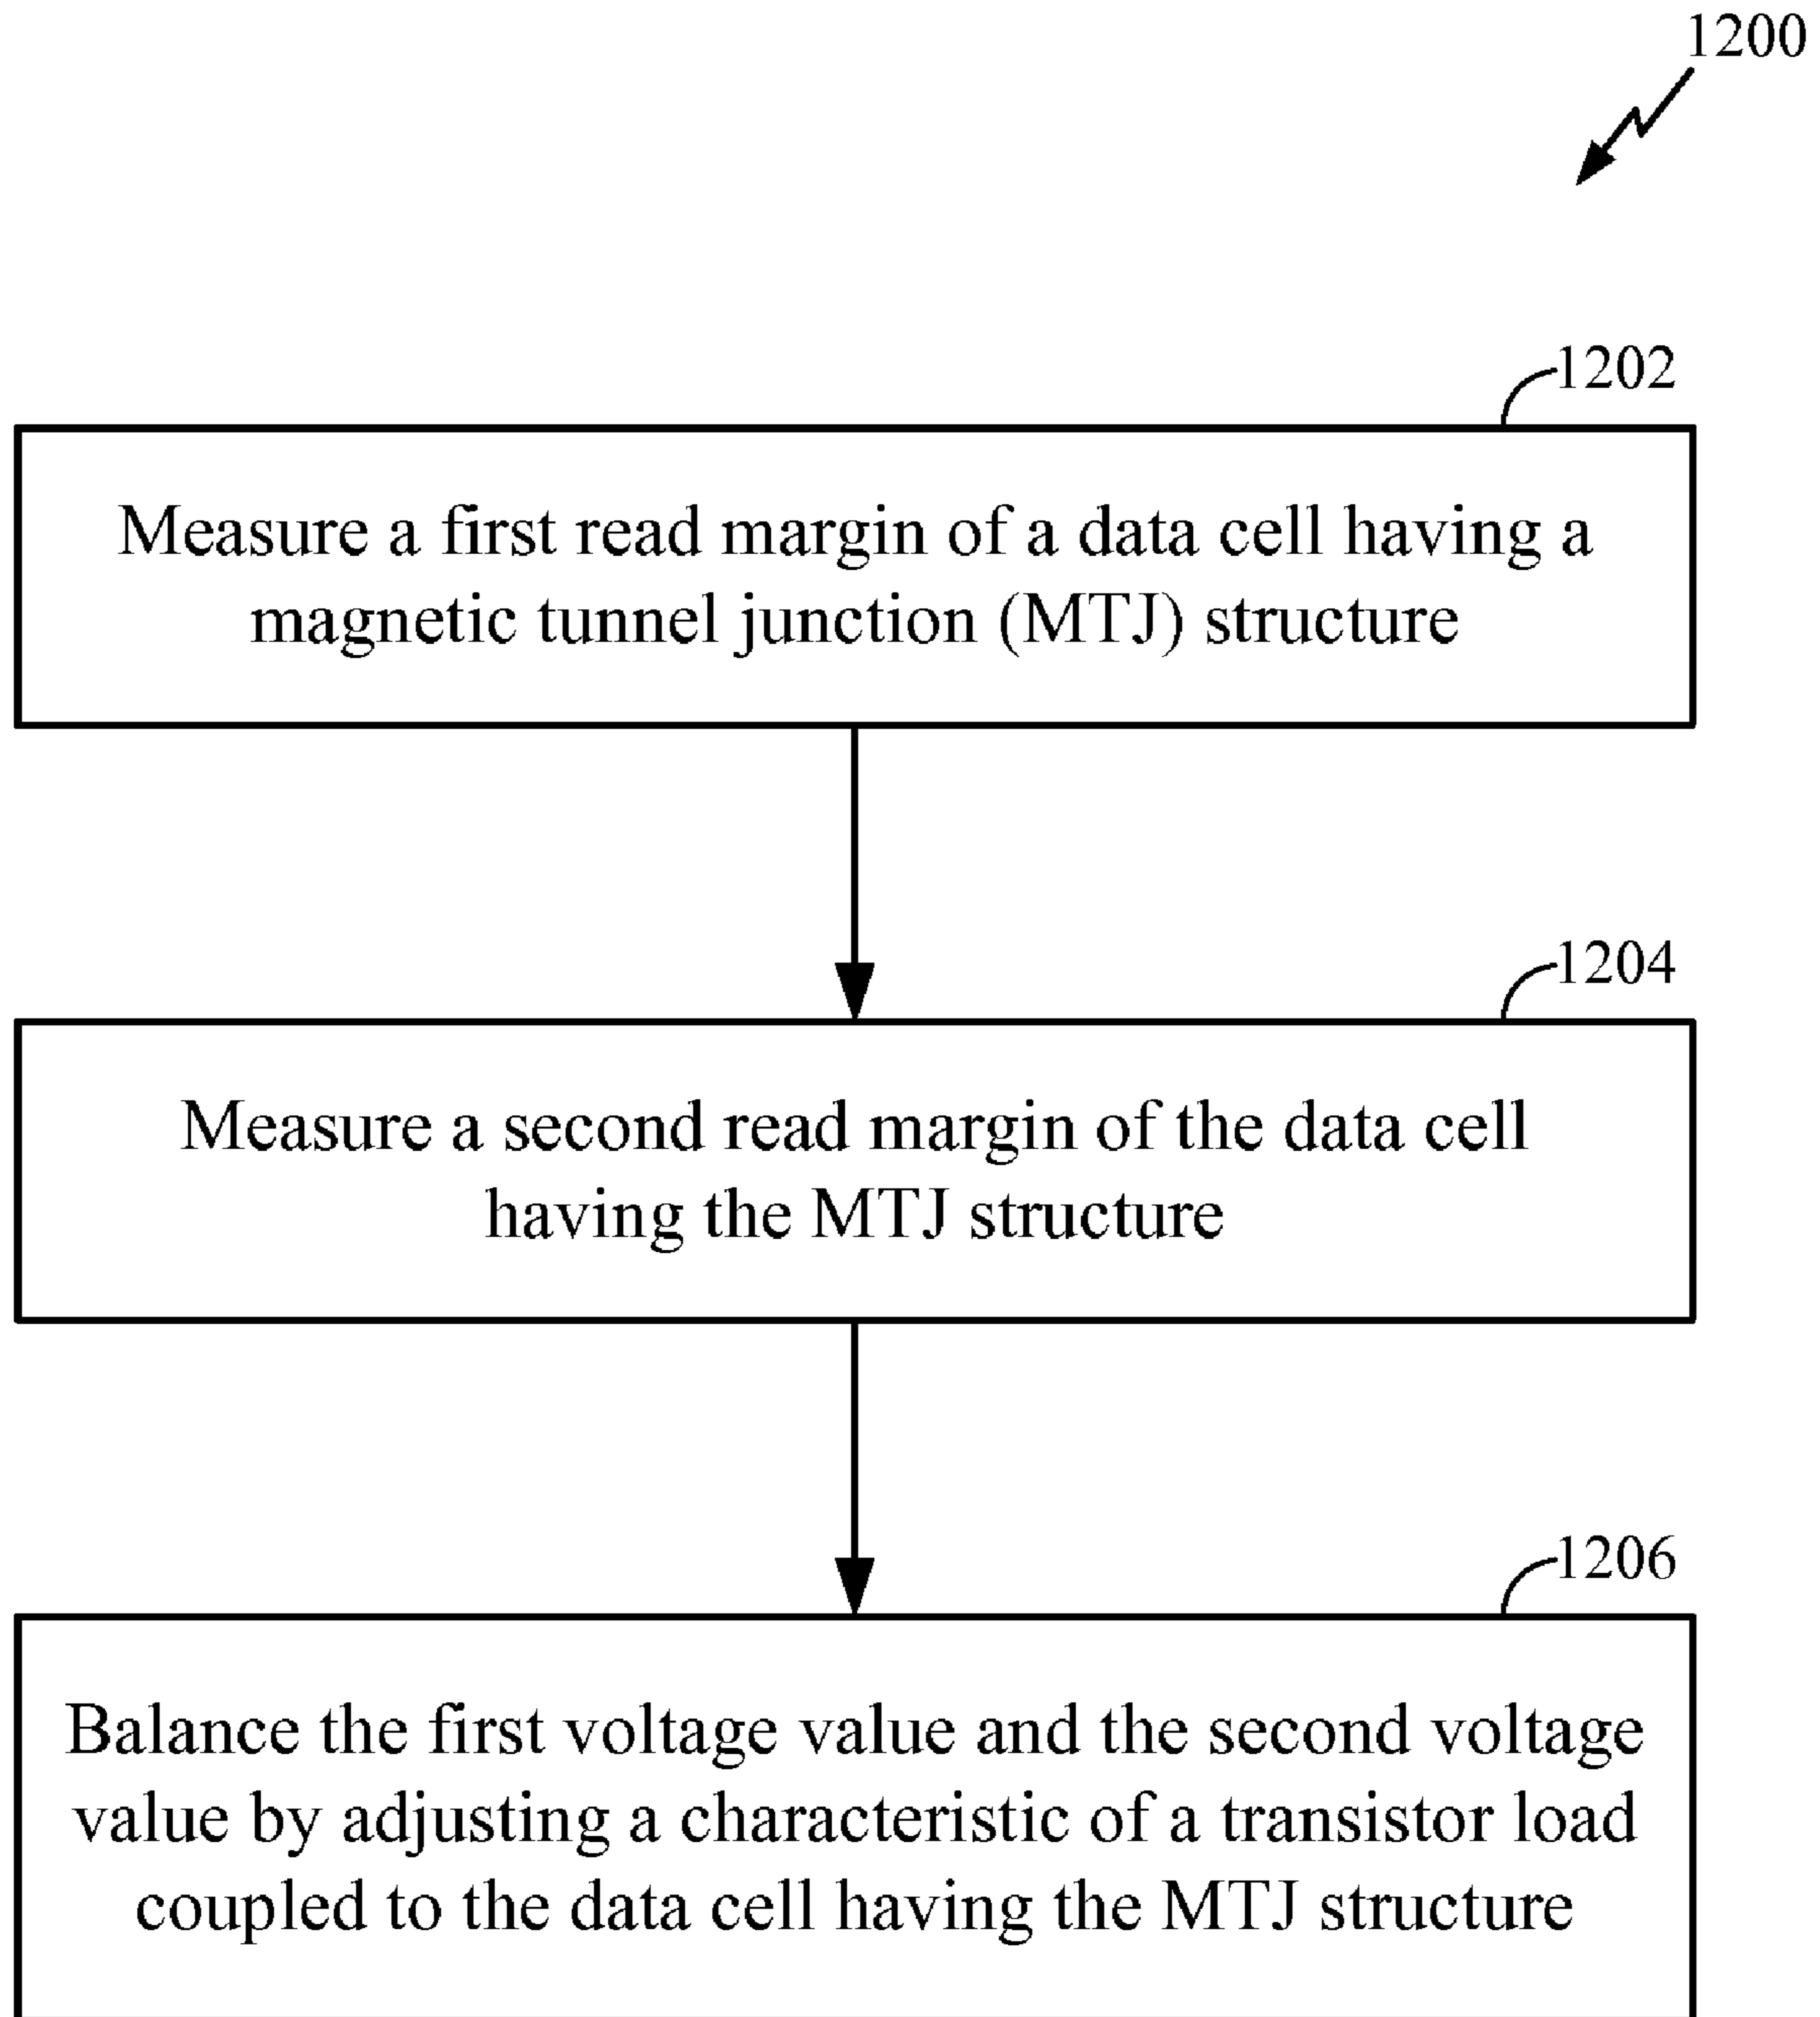 1200
1202
Measure a first read margin of a data cell having a
magnetic tunnel junction (MTJ) structure
1204
Measure a second read margin of the data cell
having the MTJ structure
1206
Balance the first voltage value and the second voltage
value by adjusting a characteristic of a transistor load
coupled to the data cell having the MTJ structure